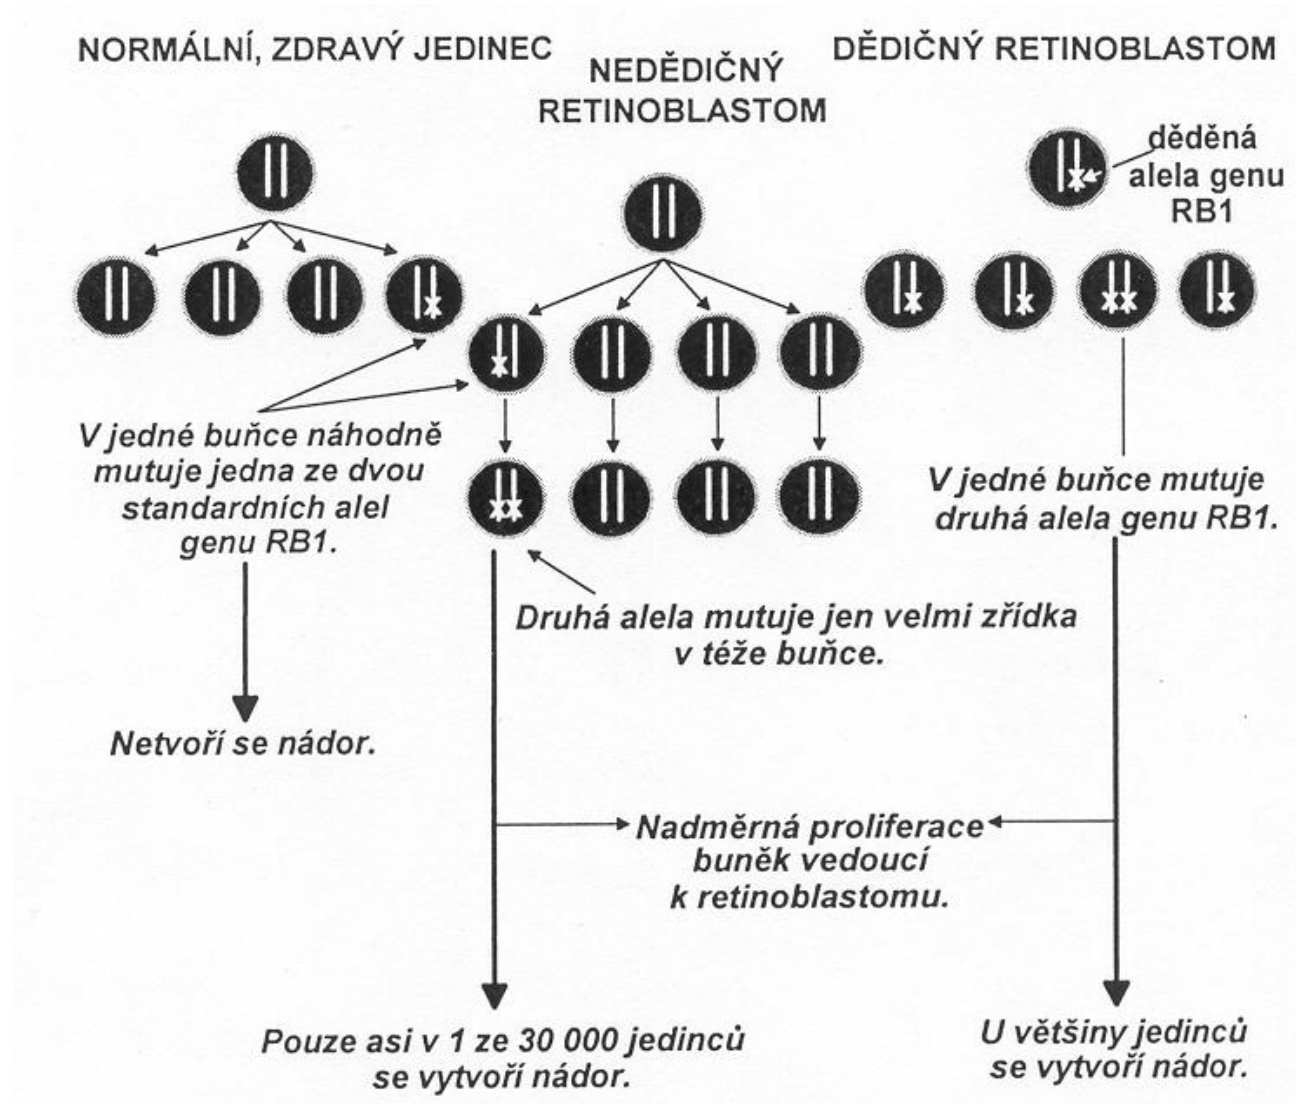 NORMÁLNÍ, ZDRAVÝ JEDINEC
NEDĚDIČNÝ
RETINOBLASTOM
DĚDIČNÝ RETINOBLASTOM
děděná
alela genu
RB1
V jedné buňce náhodně
mutuje jedna ze dvou
standardních alel
genu RB1.
V jedné buňce mutuje
druhá alela genu RB1.
Druhá alela mutuje jen velmi zřídka
v téže buňce.
Netvoří se nádor.
Nadměrná proliferace
buněk vedoucí
k retinoblastomu.
Pouze asi v 1 ze 30 000 jedinců
se vytvoří nádor.
U většiny jedinců
se vytvoří nádor.